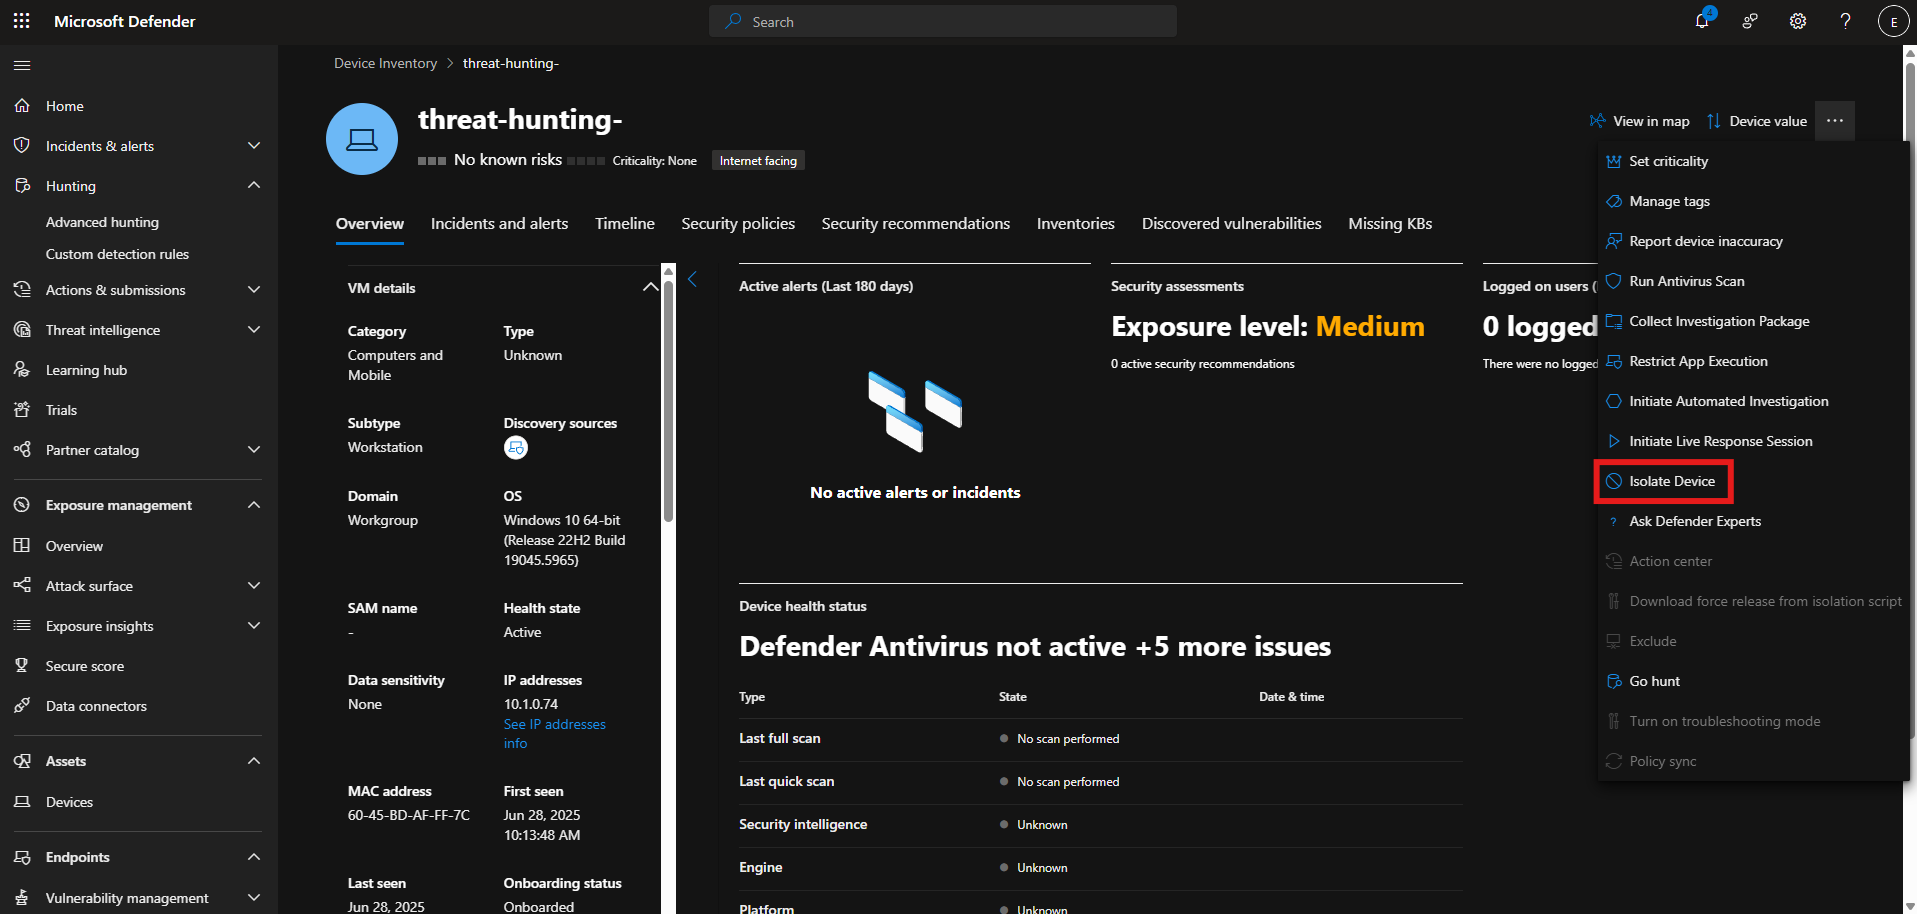 Microsoft Defender
Search
4
E
Home
Incidents & alerts
Hunting
Advanced hunting
Custom detection rules
Actions & submissions
Threat intelligence
Learning hub
Trials
Partner catalog
Exposure management
Overview
Attack surface
Exposure insights
Secure score
Data connectors
Assets
Devices
Endpoints
Vulnerability management
Device Inventory > threat-hunting-
threat-hunting-
No known risks Criticality: None Internet facing
View in map Device value ...
Overview Incidents and alerts Timeline Security policies Security recommendations Inventories Discovered vulnerabilities Missing KBs
VM details
Category Type
Computers and Mobile Unknown
Subtype Discovery sources
Workstation
Domain OS
Workgroup Windows 10 64-bit
(Release 22H2 Build
19045.5965)
SAM name Health state
- Active
Data sensitivity IP addresses
None 10.1.0.74
See IP addresses
info
MAC address First seen
60-45-BD-AF-FF-7C Jun 28, 2025
10:13:48 AM
Last seen Onboarding status
Jun 28, 2025 Onboarded
Active alerts (Last 180 days)
No active alerts or incidents
Security assessments
Exposure level: Medium
0 active security recommendations
Logged on users (
0 logged
There were no logged
Device health status
Defender Antivirus not active +5 more issues
Type State Date & time
Last full scan No scan performed
Last quick scan No scan performed
Security intelligence Unknown
Engine Unknown
Platform Unknown
Set criticality
Manage tags
Report device inaccuracy
Run Antivirus Scan
Collect Investigation Package
Restrict App Execution
Initiate Automated Investigation
Initiate Live Response Session
Isolate Device
? Ask Defender Experts
Action center
Download force release from isolation script
Exclude
Go hunt
Turn on troubleshooting mode
Policy sync